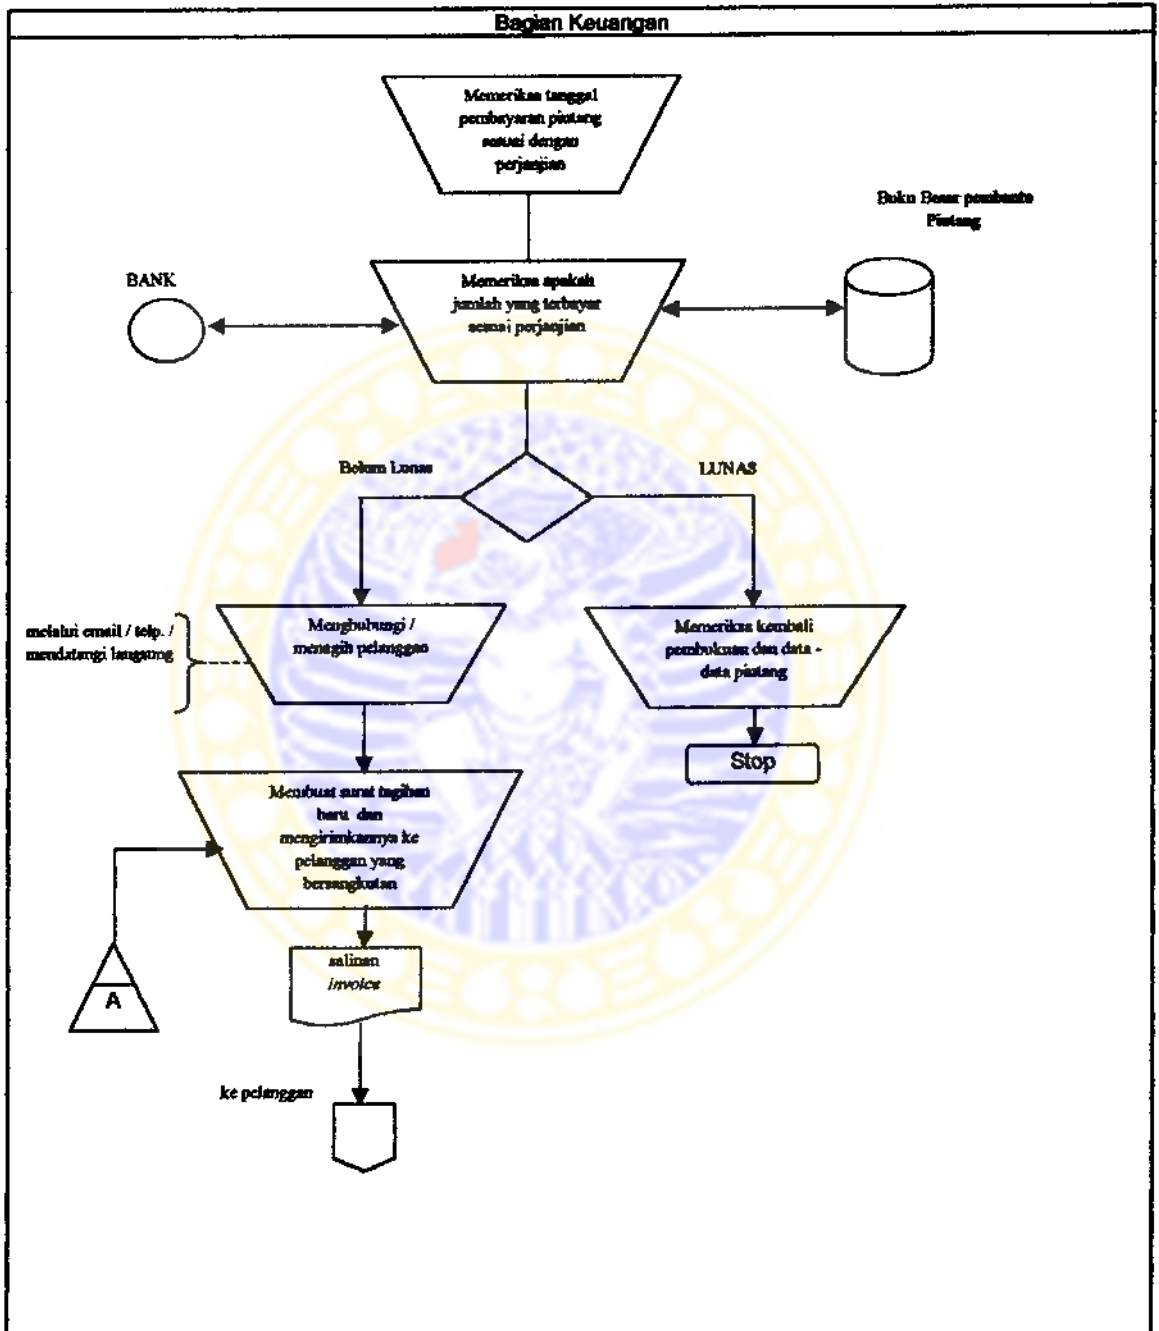 Bagian Keuangan
Memeriksa tanggal
pembayaran piutang
sesuai dengan
perjanjian
Buku Besar pembantu
Piutang
BANK
Memeriksa apakah
jumlah yang terbayar
sesuai perjanjian
Belum Lunas
LUNAS
melalui email / telp. /
mendatangi langsung
Menghubungi /
menagih pelanggan
Memeriksa kembali
pembukuan dan data -
data piutang
Stop
Membuat surat tagihan
baru dan
mengirimkannya ke
pelanggan yang
bersangkutan
A
salinan
invoice
ke pelanggan